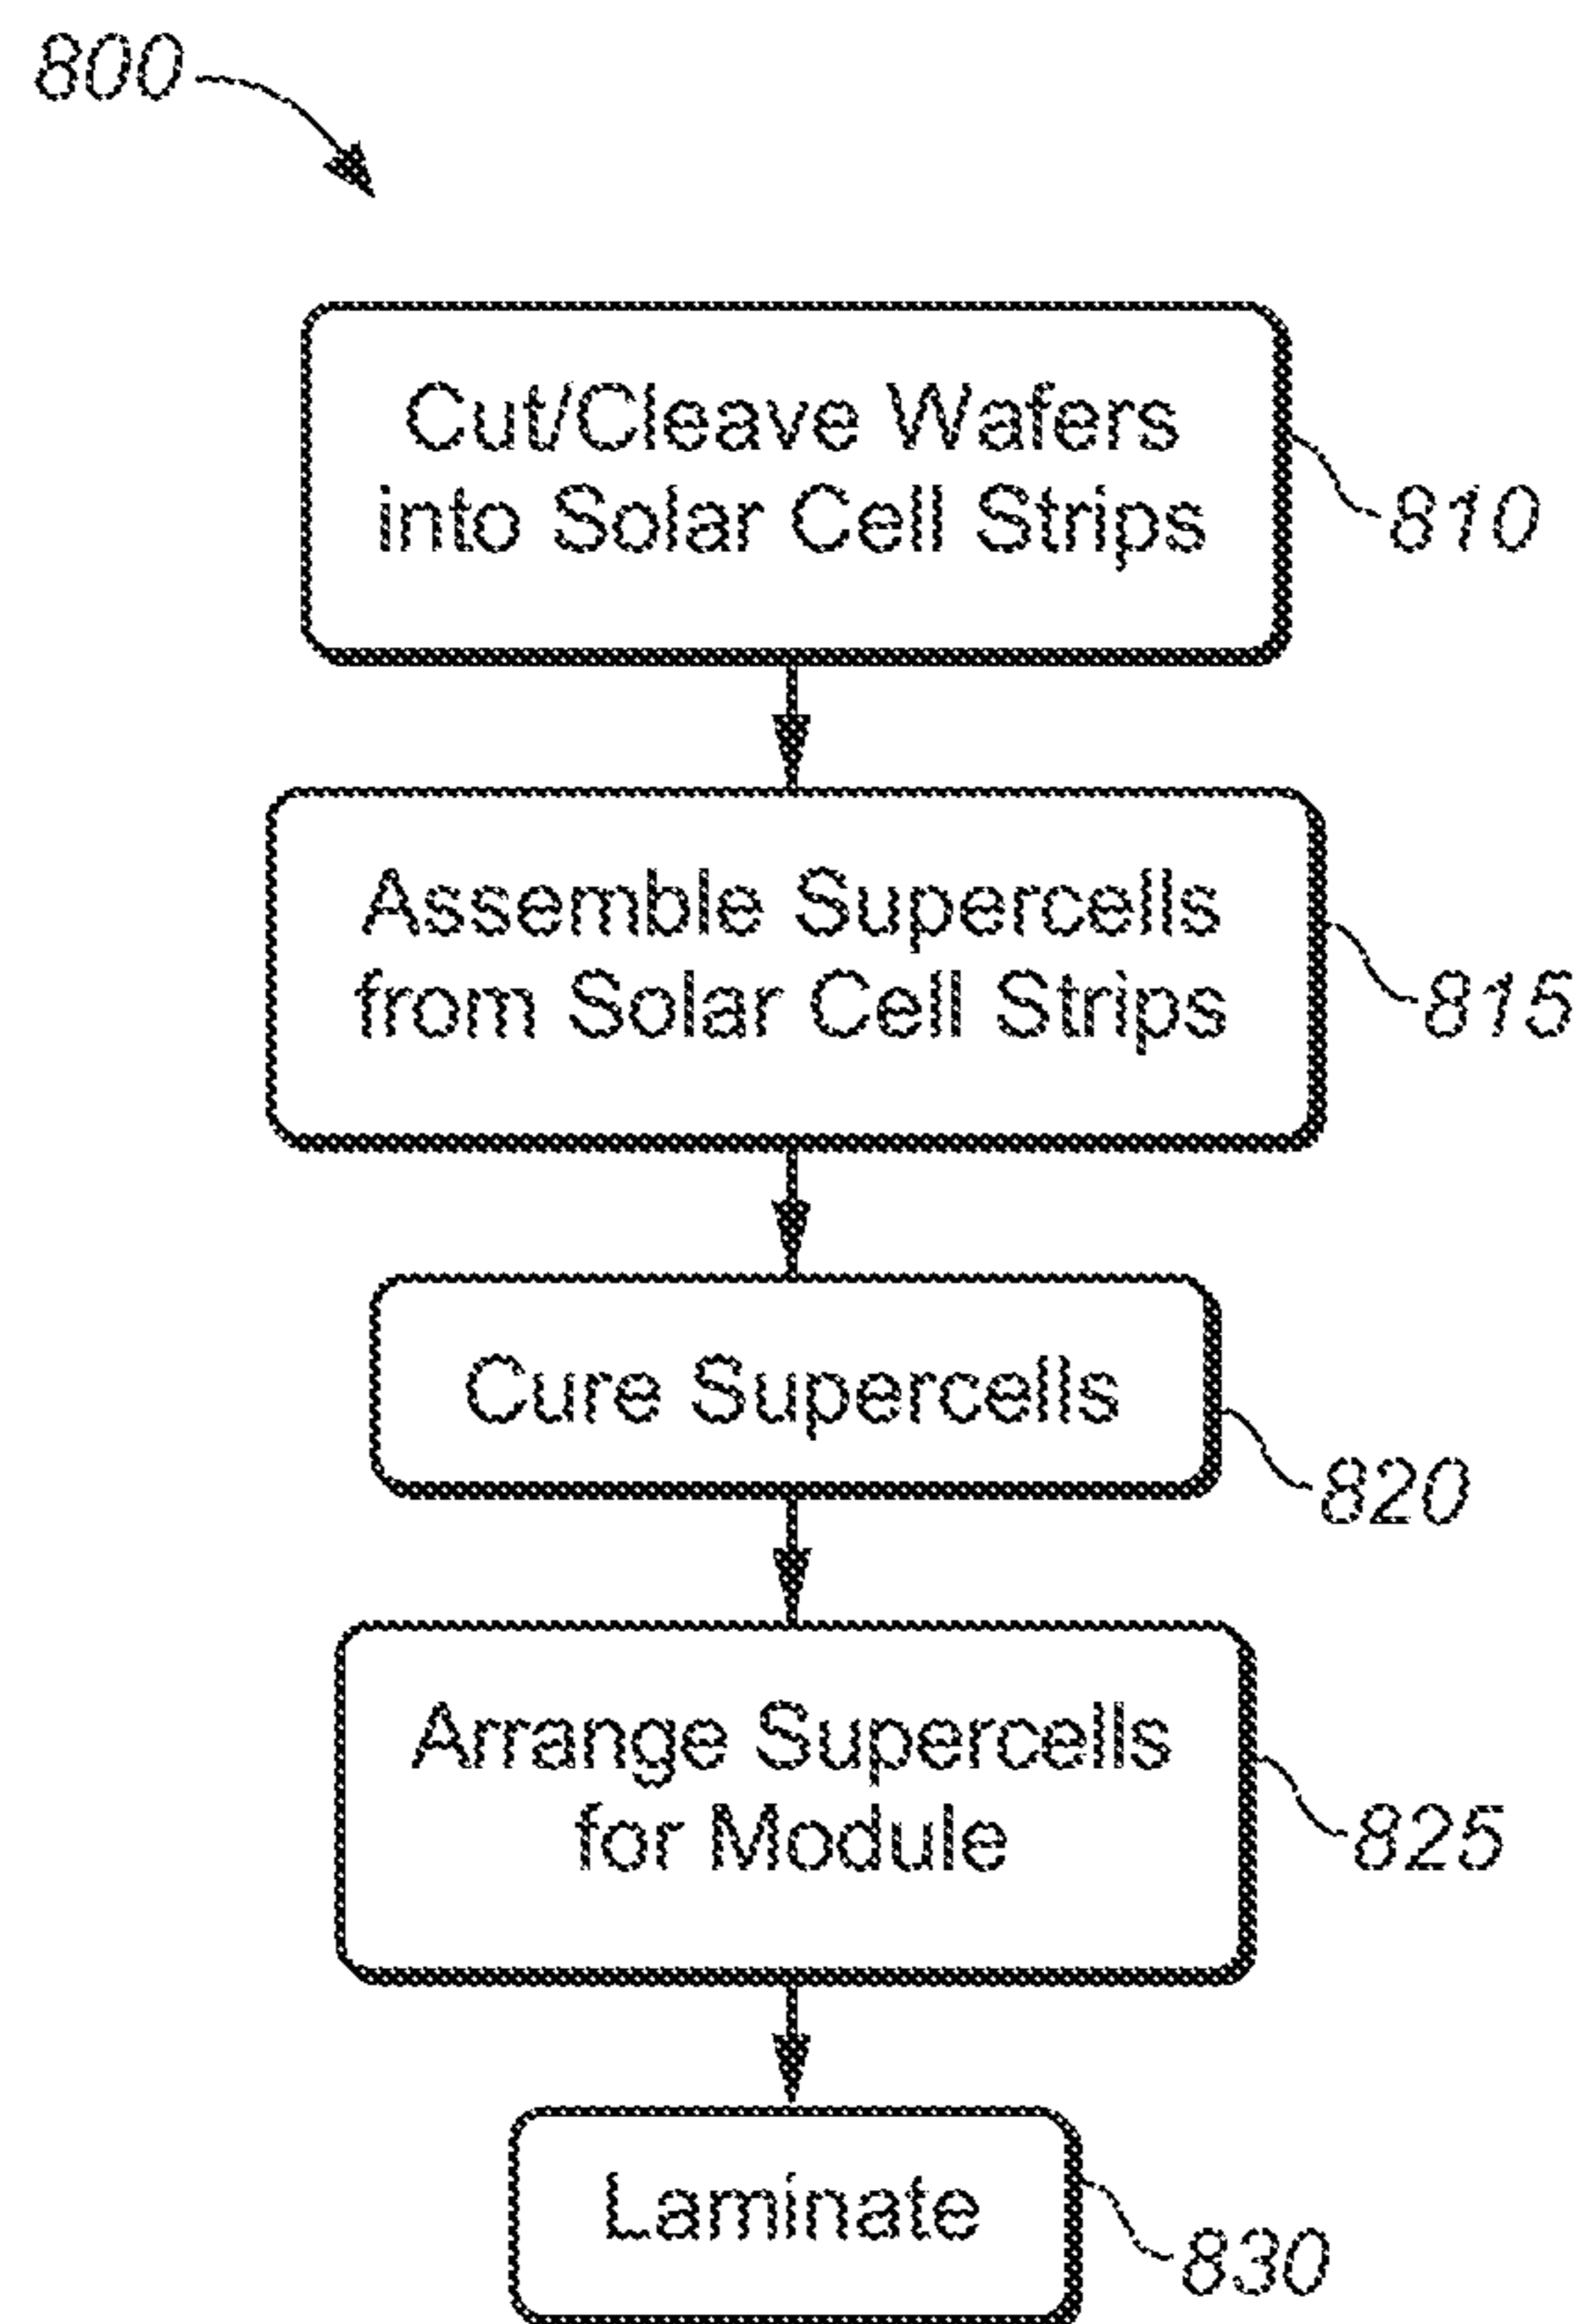 800
Cut/Cleave Wafers
into Solar Cell Strips
810
Assemble Supercells
from Solar Cell Strips
815
Cure Supercells
820
Arrange Supercells
for Module
825
Laminate
830